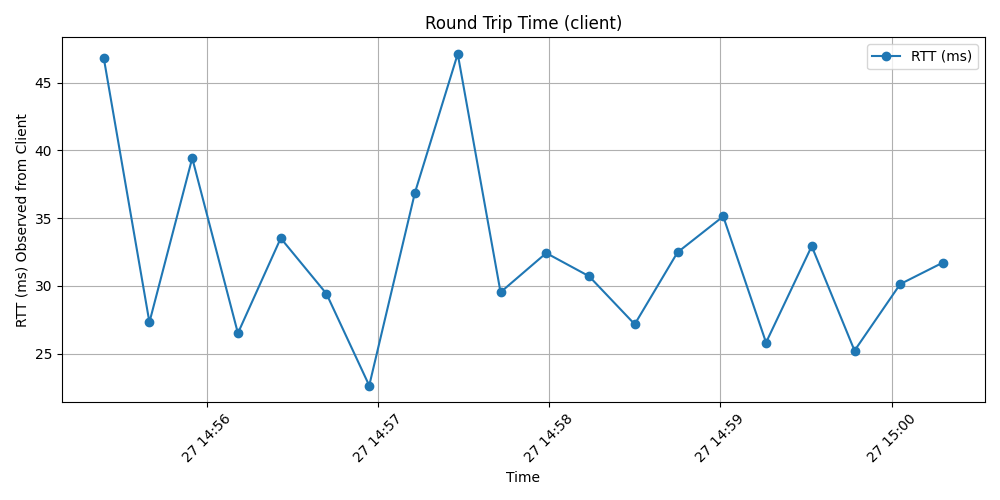 Round Trip Time (client)
RTT (ms)
RTT (ms) Observed from Client
45
40
35
30
25
27 14:56
27 14:57
27 14:58
27 14:59
27 15:00
Time